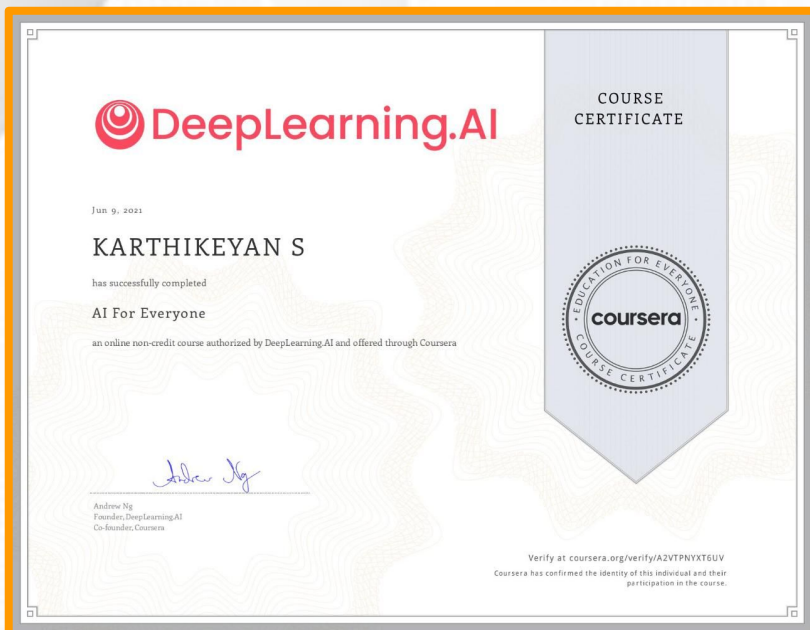 DeepLearning.AI
COURSE
CERTIFICATE
Jun 9, 2021
KARTHIKEYAN S
has successfully completed
AI For Everyone
an online non-credit course authorized by DeepLearning.AI and offered through Coursera
EDUCATION FOR EVERYONE
coursera
COURSE CERTIFICATE
Andrew Ng
Andrew Ng
Founder, DeepLearning.AI
Co-founder, Coursera
Verify at coursera.org/verify/A2VTPNYXT6UV
Coursera has confirmed the identity of this individual and their
participation in the course.